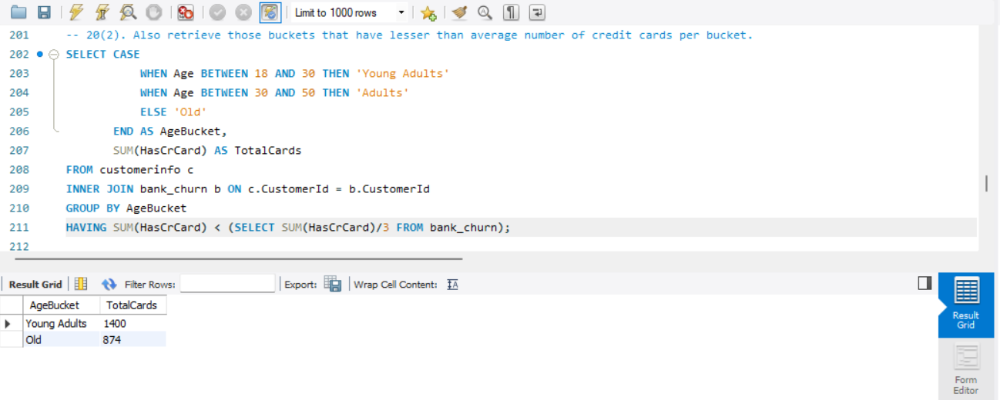 Limit to 1000 rows
201 -- 20(2). Also retrieve those buckets that have lesser than average number of credit cards per bucket.
202 SELECT CASE
203 WHEN Age BETWEEN 18 AND 30 THEN 'Young Adults'
204 WHEN Age BETWEEN 30 AND 50 THEN 'Adults'
205 ELSE 'Old'
206 END AS AgeBucket,
207 SUM(HasCrCard) AS TotalCards
208 FROM customerinfo c
209 INNER JOIN bank_churn b ON c.CustomerId = b.CustomerId
210 GROUP BY AgeBucket
211 HAVING SUM(HasCrCard) < (SELECT SUM(HasCrCard)/3 FROM bank_churn);
212
Result Grid Filter Rows: Export: Wrap Cell Content:
AgeBucket TotalCards
Young Adults 1400
Old 874
Result
Grid
Form
Editor